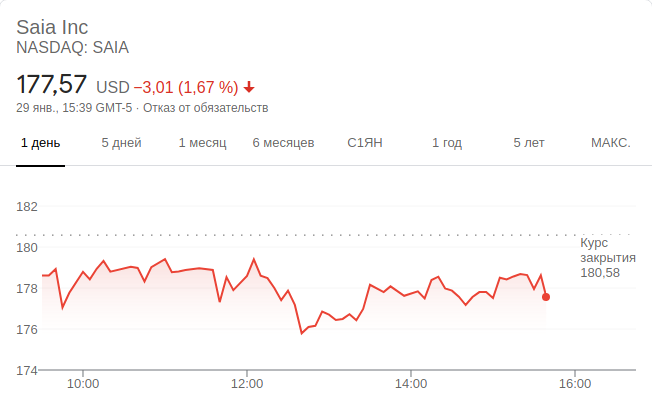 Saia Inc
NASDAQ: SAIA
177,57 USD −3,01 (1,67 %)
29 янв., 15:39 GMT-5 · Отказ от обязательств
1 день 5 дней 1 месяц 6 месяцев С1ЯН 1 год 5 лет МАКС.
182
180
Курс
закрытия
180,58
178
176
174
10:00 12:00 14:00 16:00